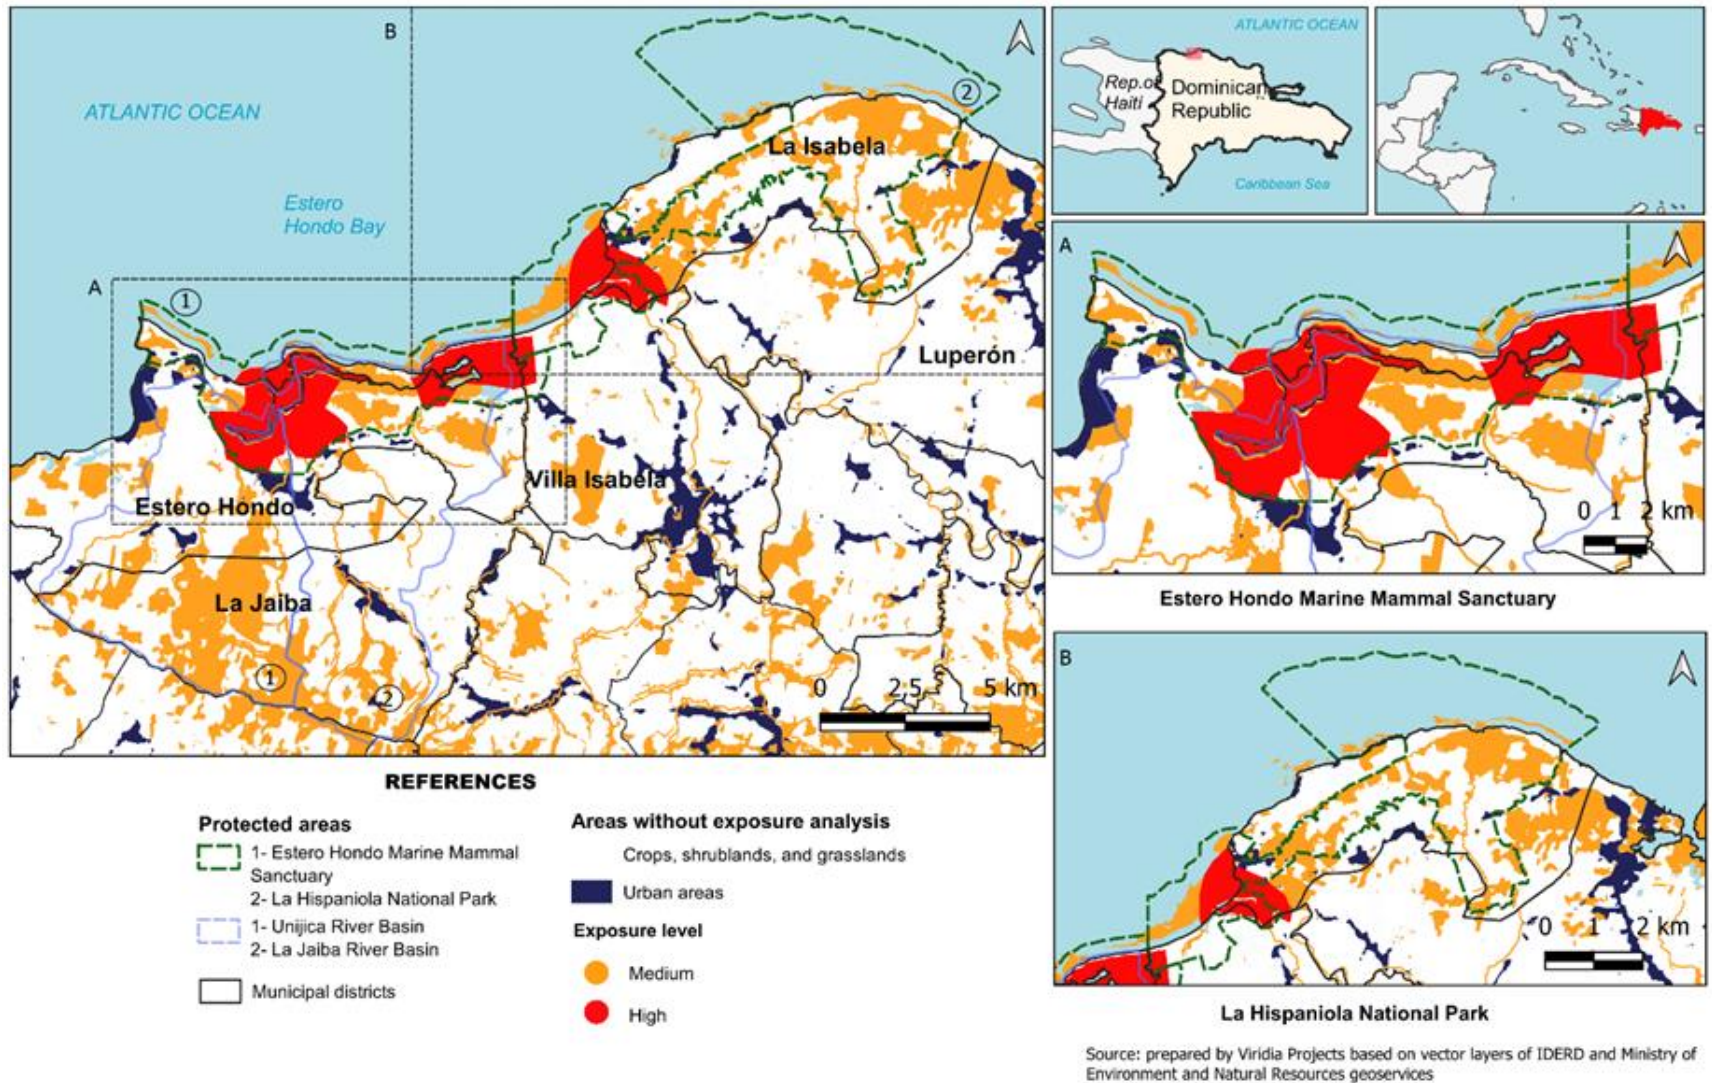 B
ATLANTIC OCEAN
2
La Isabela
Estero
Hondo Bay
A
1
Luperón
Villa Isabela
Estero Hondo
La Jaiba
1
2
0 2,5 5 km
ATLANTIC OCEAN
Rep.of
Haiti
Dominican
Republic
Caribbean Sea
A
0 1 2 km
Estero Hondo Marine Mammal Sanctuary
B
0 1 2 km
La Hispaniola National Park
REFERENCES
Protected areas
1- Estero Hondo Marine Mammal
Sanctuary
2- La Hispaniola National Park
1- Unijica River Basin
2- La Jaiba River Basin
Municipal districts
Areas without exposure analysis
Crops, shrublands, and grasslands
Urban areas
Exposure level
Medium
High
Source: prepared by Viridia Projects based on vector layers of IDERD and Ministry of
Environment and Natural Resources geoservices